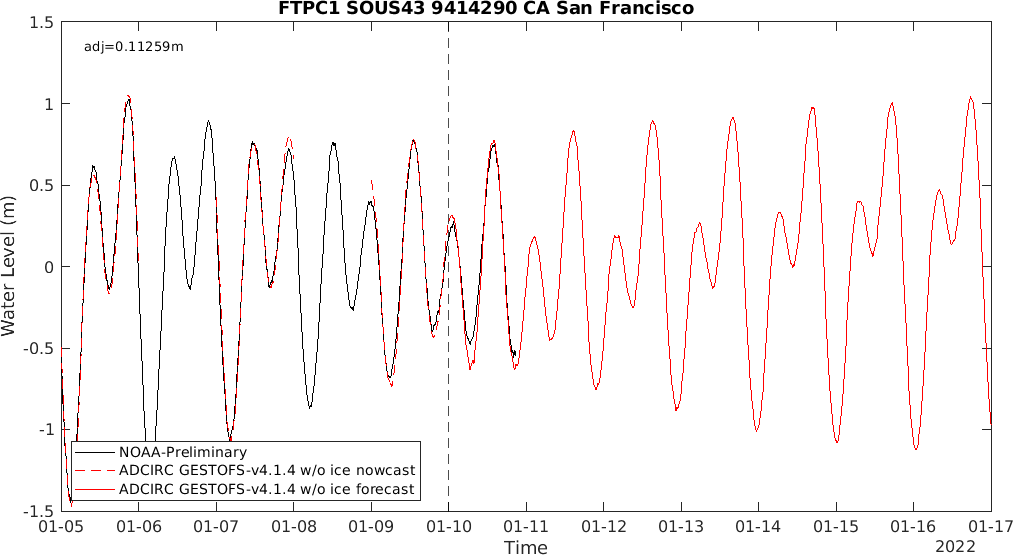 FTPC1 SOUS43 9414290 CA San Francisco
adj=0.11259m
Water Level (m)
1.5
1
0.5
0
-0.5
-1
-1.5
NOAA-Preliminary
ADCIRC GESTOFS-v4.1.4 w/o ice nowcast
ADCIRC GESTOFS-v4.1.4 w/o ice forecast
01-05 01-06 01-07 01-08 01-09 01-10 01-11 01-12 01-13 01-14 01-15 01-16 01-17
Time
2022